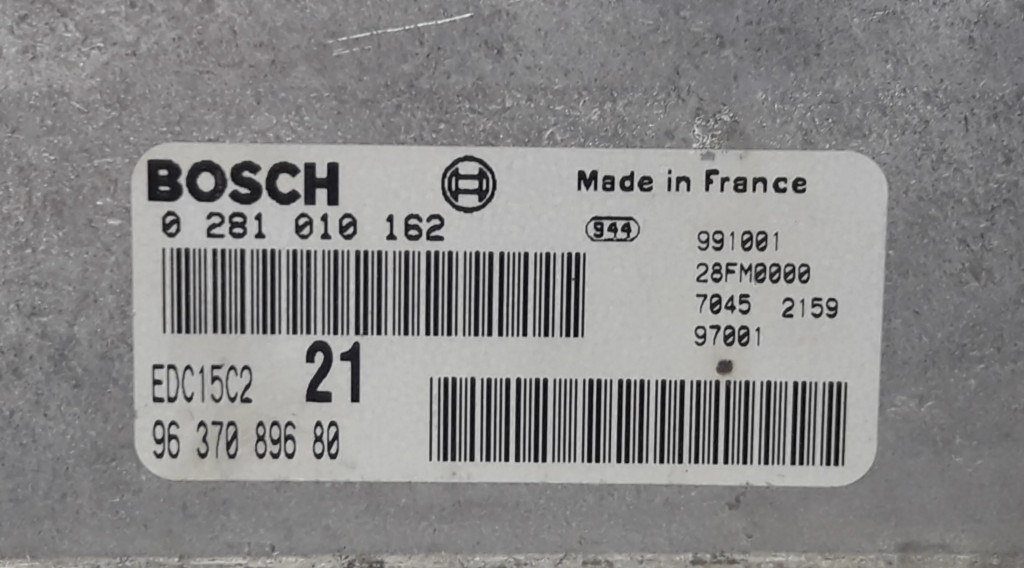 BOSCH
Made in France
0 281 010 162
944
991001
28FM0000
7045 2159
97001
EDC15C2 21
96 370 896 80